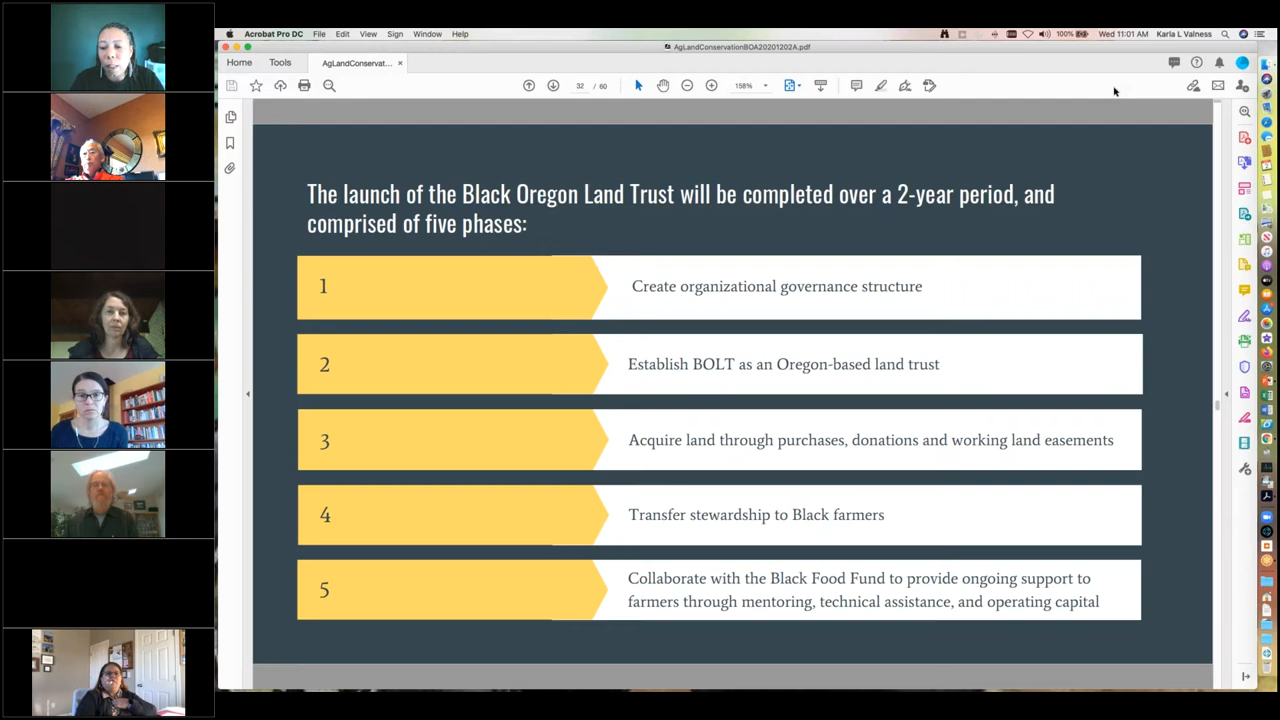 Acrobat Pro DC File Edit View Sign Window Help
100% Wed 11:01 AM Karla L Valness
AgLandConservationBOA20201202A.pdf
Home Tools AgLandConservat... ×
32 / 60
158%
The launch of the Black Oregon Land Trust will be completed over a 2-year period, and
comprised of five phases:
1 Create organizational governance structure
2 Establish BOLT as an Oregon-based land trust
3 Acquire land through purchases, donations and working land easements
4 Transfer stewardship to Black farmers
5 Collaborate with the Black Food Fund to provide ongoing support to
farmers through mentoring, technical assistance, and operating capital